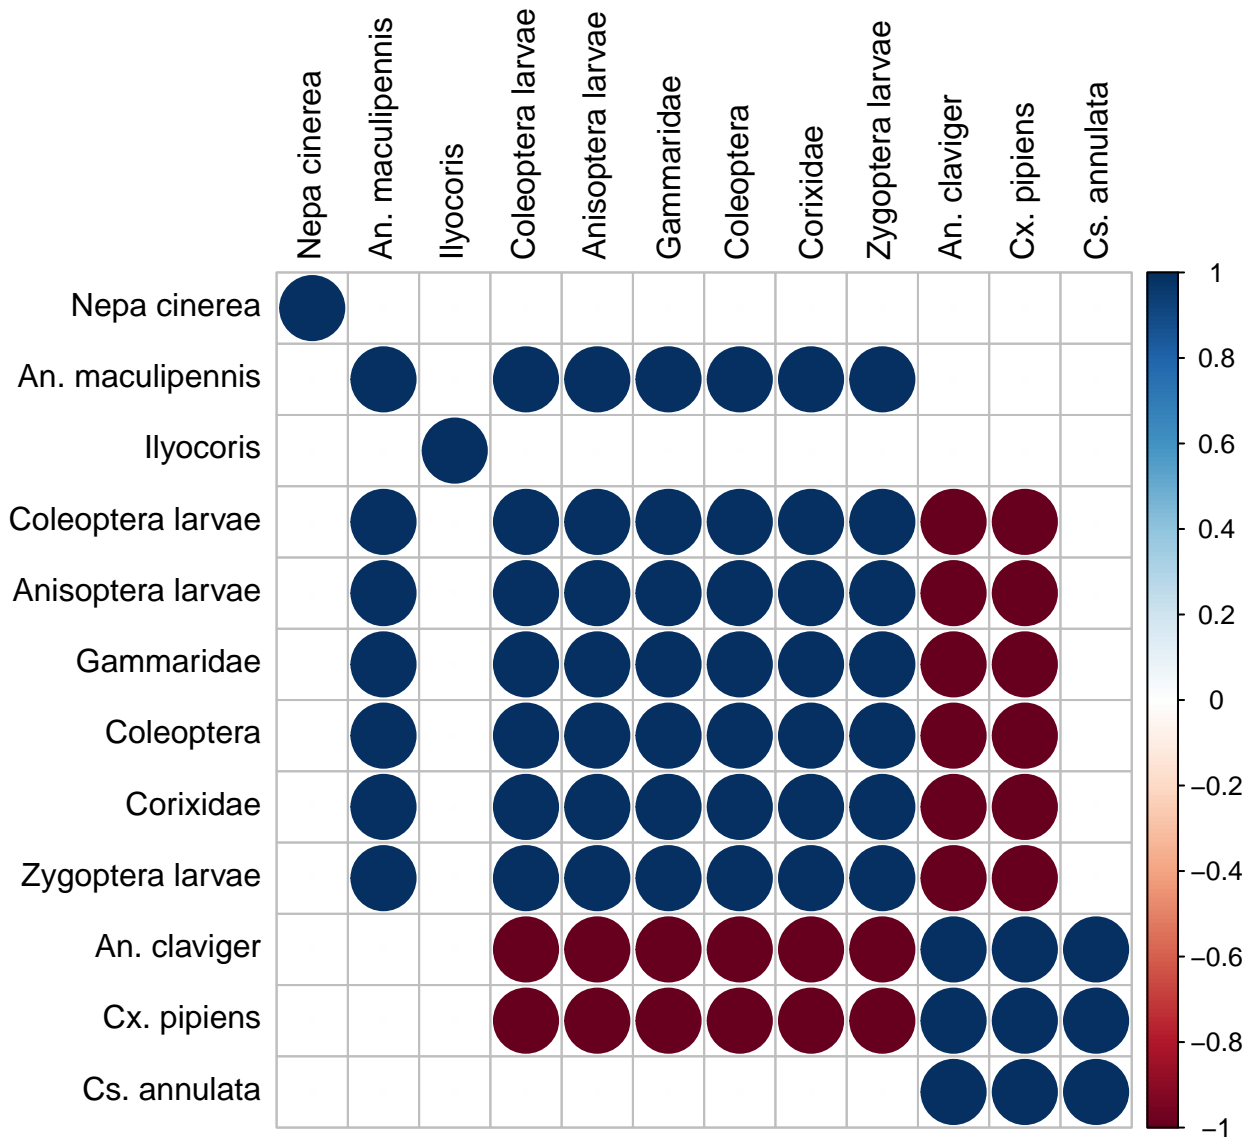 Nepa cinerea
An. maculipennis
Ilyocoris
Coleoptera larvae
Anisoptera larvae
Gammaridae
Coleoptera
Corixidae
Zygoptera larvae
An. claviger
Cx. pipiens
Cs. annulata
Nepa cinerea
An. maculipennis
Ilyocoris
Coleoptera larvae
Anisoptera larvae
Gammaridae
Coleoptera
Corixidae
Zygoptera larvae
An. claviger
Cx. pipiens
Cs. annulata
1
0.8
0.6
0.4
0.2
0
−0.2
−0.4
−0.6
−0.8
−1